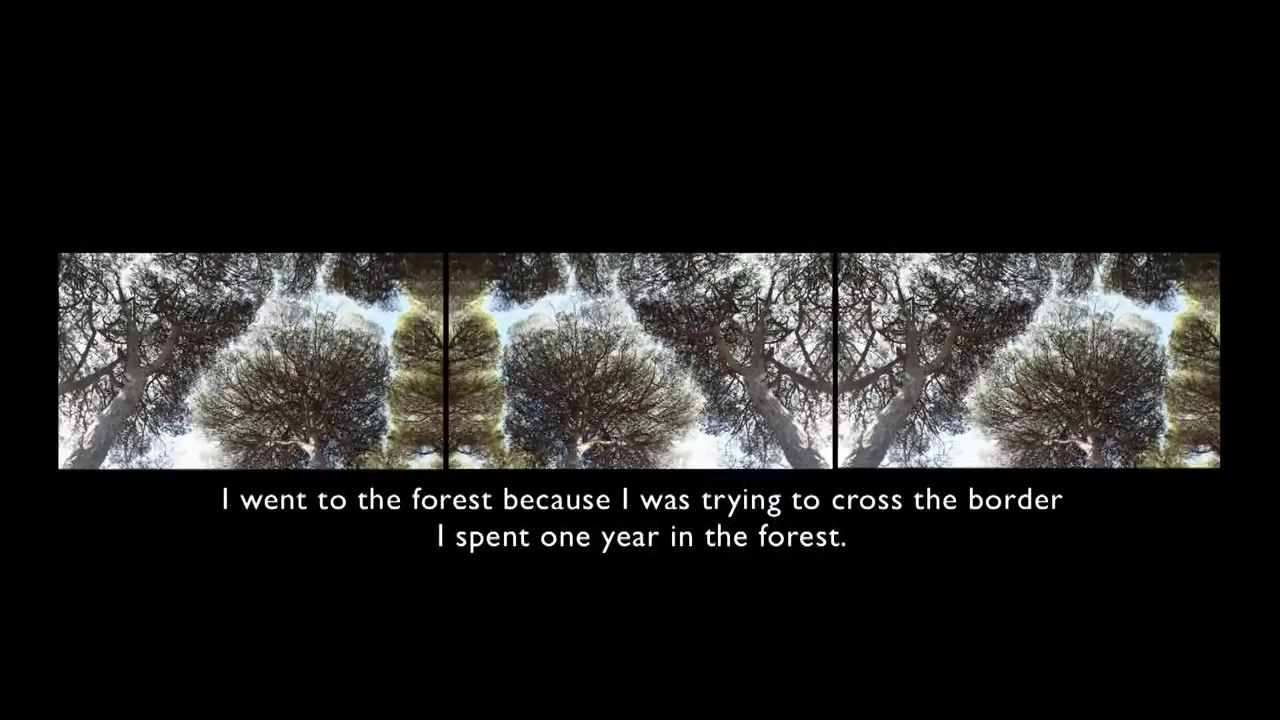 I went to the forest because I was trying to cross the border
I spent one year in the forest.